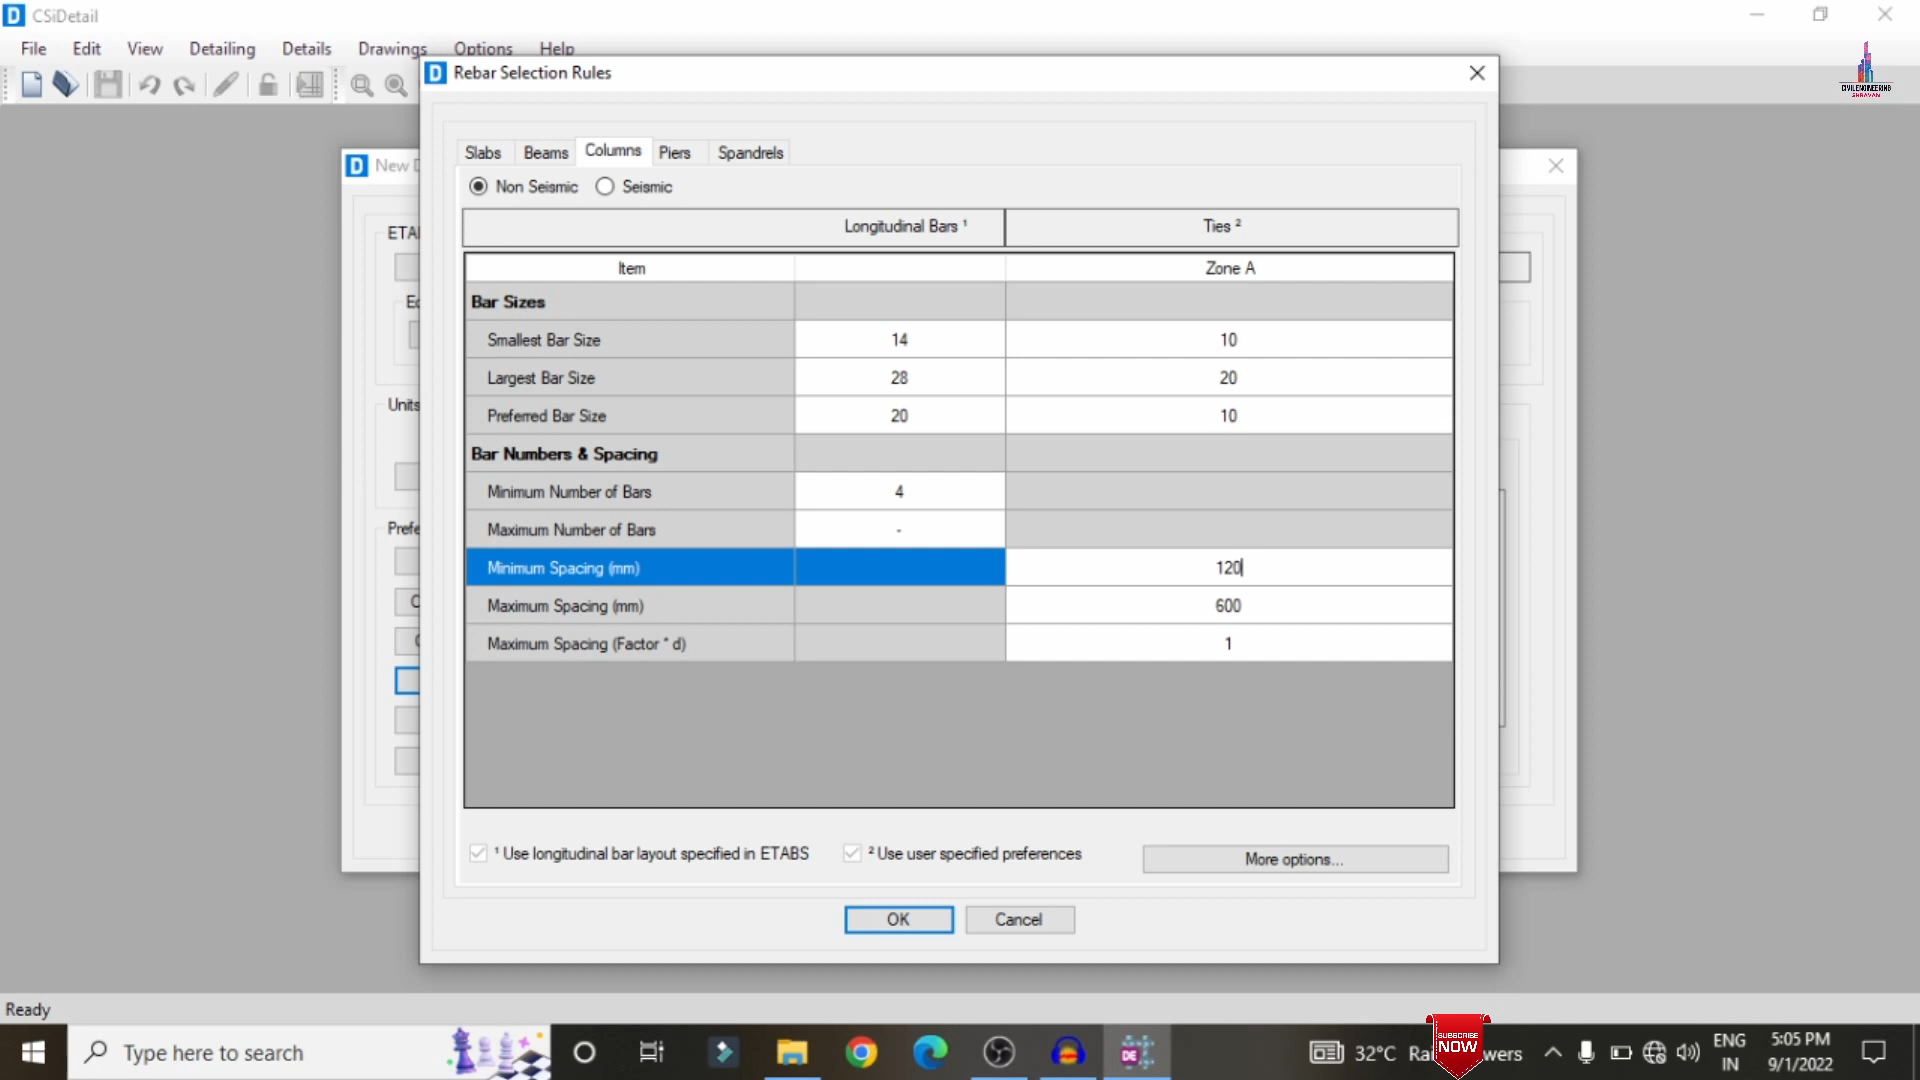 CSiDetail
File Edit View Detailing Details Drawings Options Help
Rebar Selection Rules
New D
Slabs Beams Columns Piers Spandrels
Non Seismic Seismic
Longitudinal Bars ¹ Ties ²
Item Zone A
Bar Sizes
Smallest Bar Size 14 10
Largest Bar Size 28 20
Preferred Bar Size 20 10
Bar Numbers & Spacing
Minimum Number of Bars 4
Maximum Number of Bars -
Minimum Spacing (mm) 120
Maximum Spacing (mm) 600
Maximum Spacing (Factor * d) 1
¹ Use longitudinal bar layout specified in ETABS ² Use user specified preferences More options...
OK Cancel
ETA
Units
Prefe
CIVIL ENGINEERING
SHRAVAN
Ready
Type here to search
32°C
SUBSCRIBE
NOW
ENG
IN
5:05 PM
9/1/2022